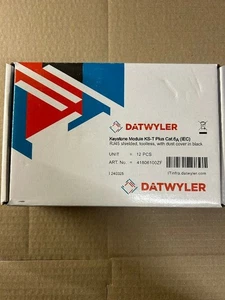 DATWYLER
Keystone Module KS-T Plus Cat.6A (IEC)
RJ45 shielded, toolless, with dust cover in black
UNIT = 12 PCS
ART. No = 418061002F
ITinfra.datwyler.com
DATWYLER